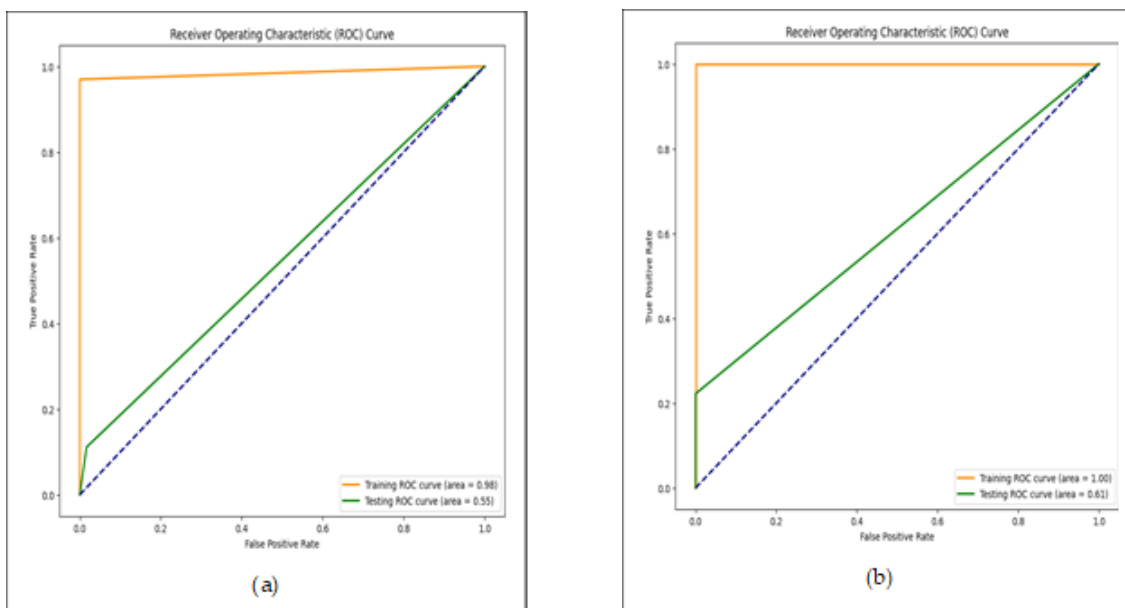 Receiver Operating Characteristic (ROC) Curve
1.0
0.8
0.6
0.4
0.2
0.0
True Positive Rate
Training ROC curve (area = 0.98)
Testing ROC curve (area = 0.55)
0.0 0.2 0.4 0.6 0.8 1.0
False Positive Rate
(a)
Receiver Operating Characteristic (ROC) Curve
1.0
0.8
0.6
0.4
0.2
0.0
True Positive Rate
Training ROC curve (area = 1.00)
Testing ROC curve (area = 0.61)
0.0 0.2 0.4 0.6 0.8 1.0
False Positive Rate
(b)